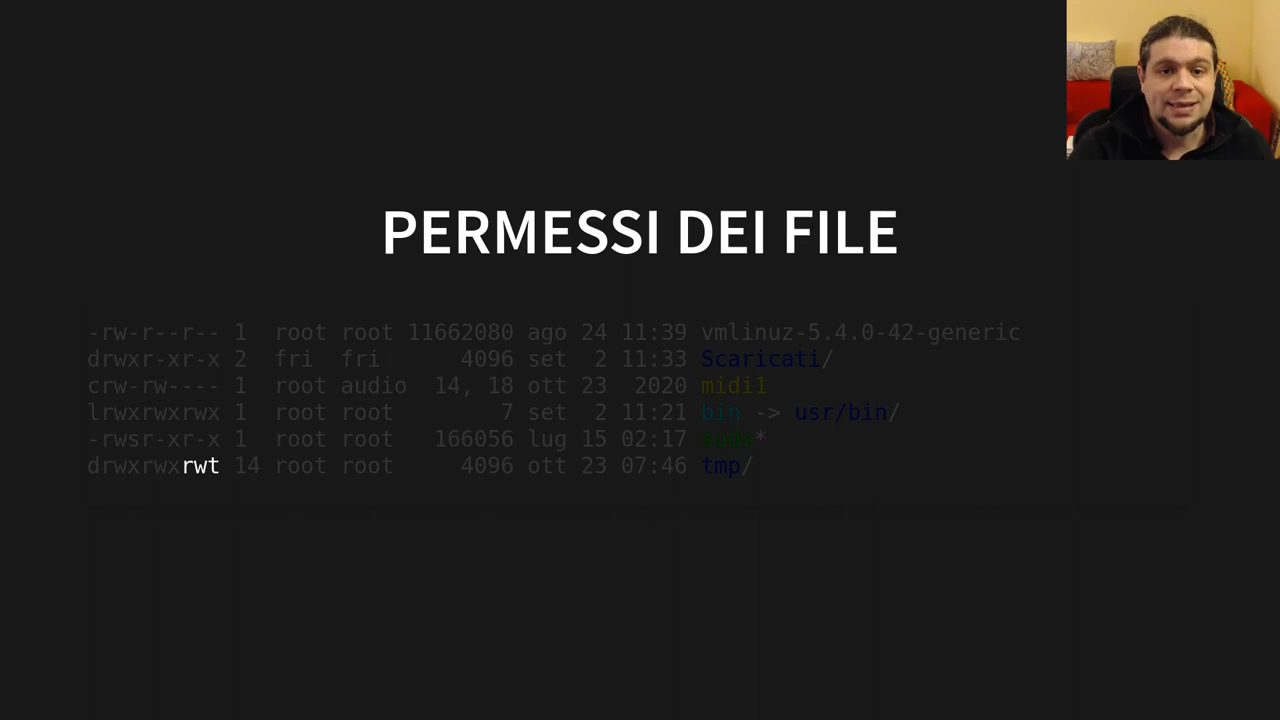 PERMESSI DEI FILE
-rw-r--r-- 1 root root 11662080 ago 24 11:39 vmlinuz-5.4.0-42-generic
drwxr-xr-x 2 fri fri 4096 set 2 11:33 Scaricati/
crw-rw---- 1 root audio 14, 18 ott 23 2020 midi1
lrwxrwxrwx 1 root root 7 set 2 11:21 bin -> usr/bin/
-rwsr-xr-x 1 root root 166056 lug 15 02:17 sudo*
drwxrwxrwt 14 root root 4096 ott 23 07:46 tmp/